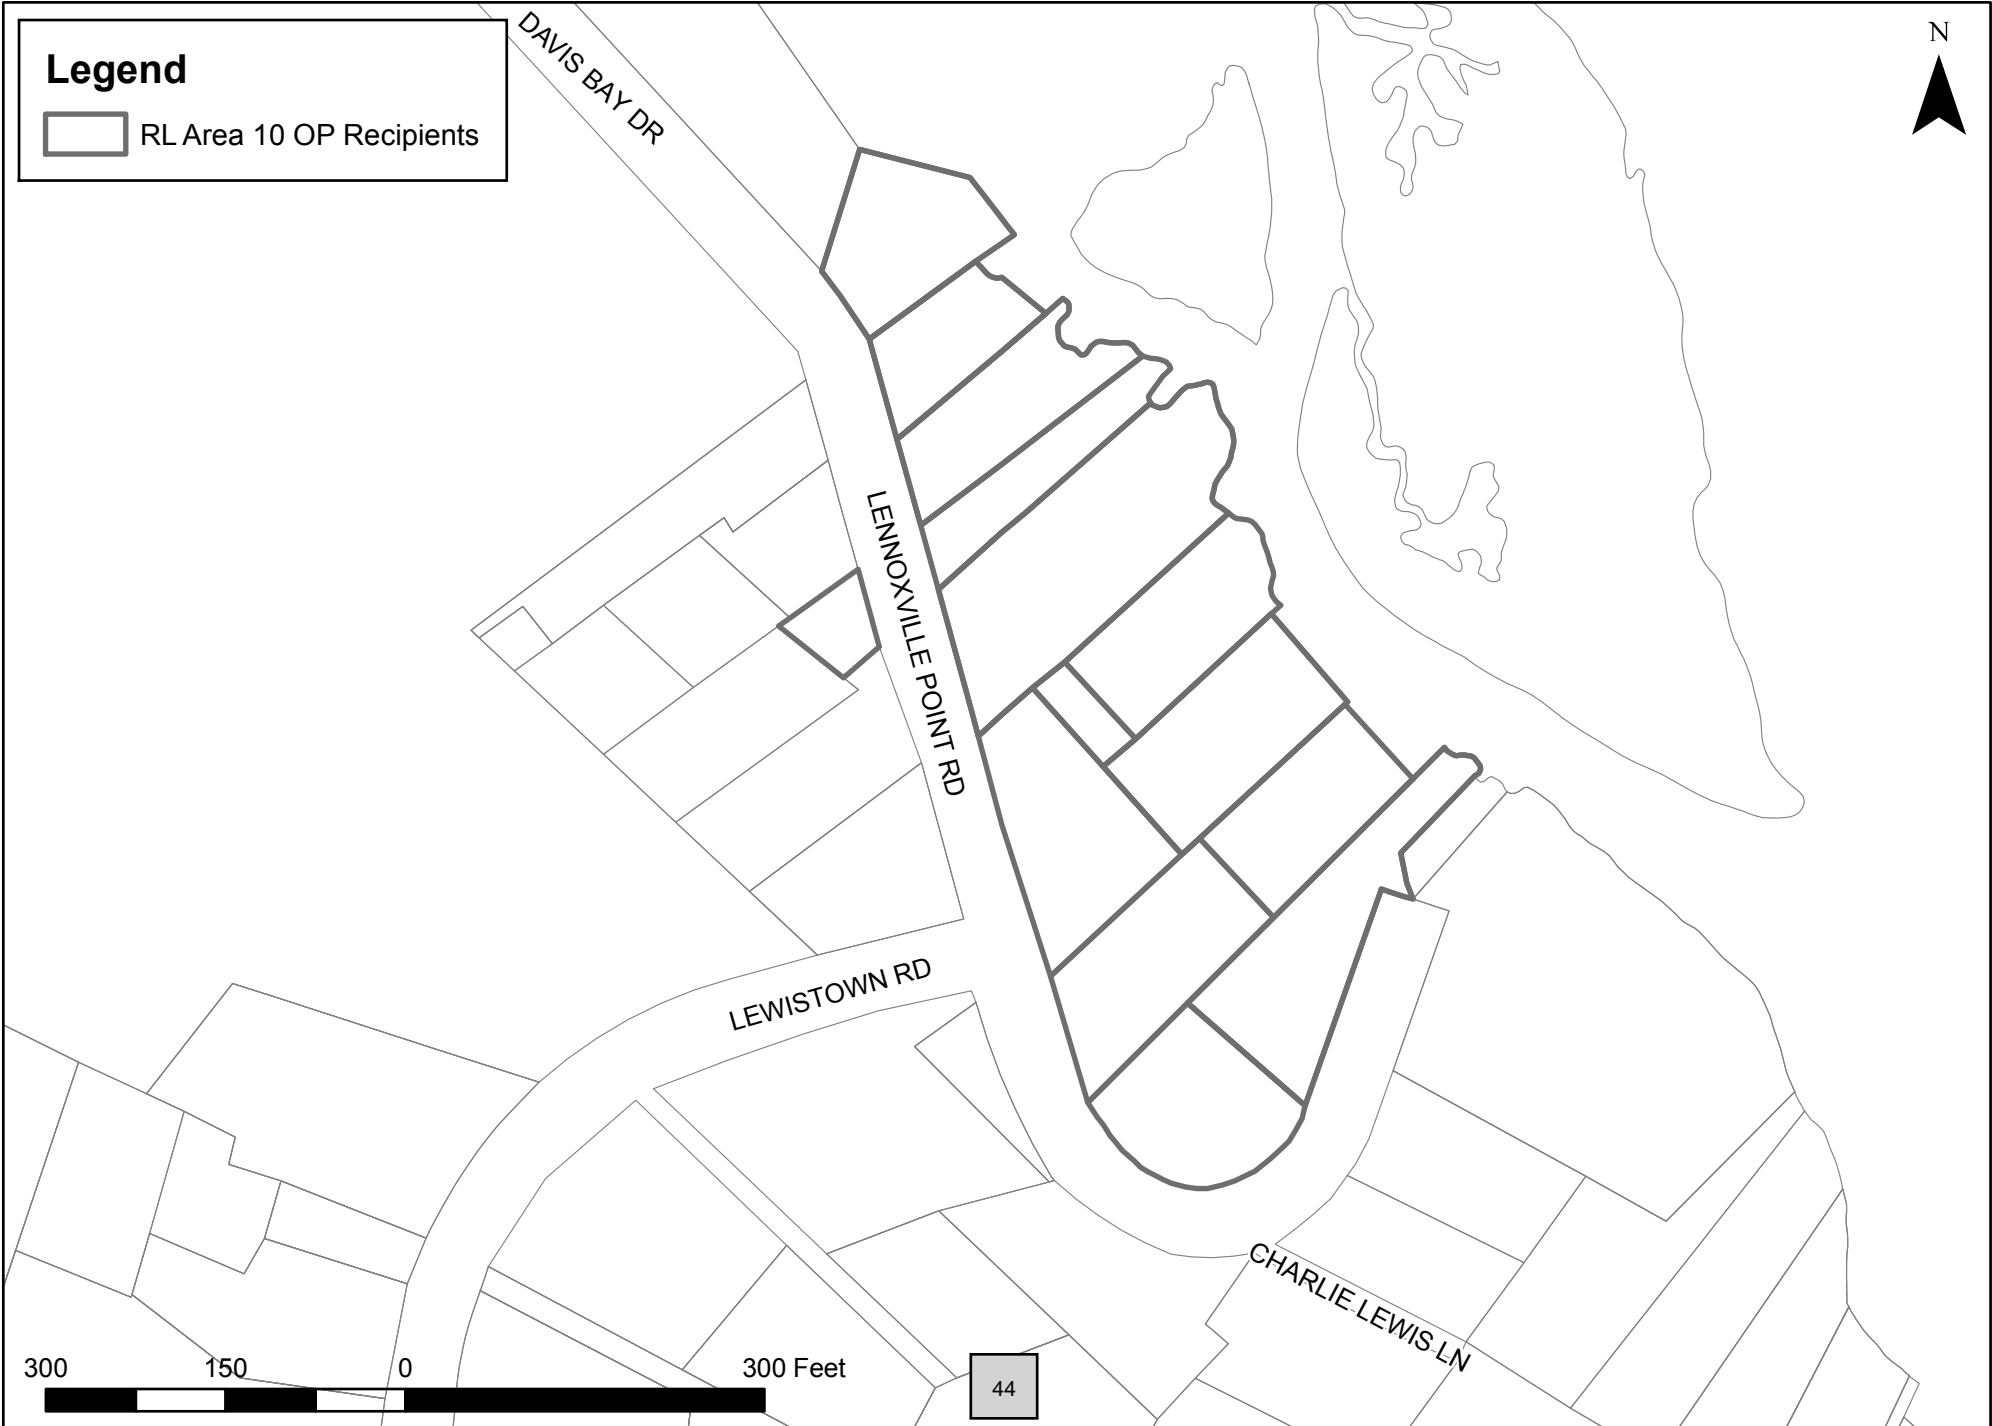 Legend
RL Area 10 OP Recipients
N
DAVIS BAY DR
LENNOXVILLE POINT RD
LEWISTOWN RD
CHARLIE LEWIS LN
300 150 0 300 Feet
44